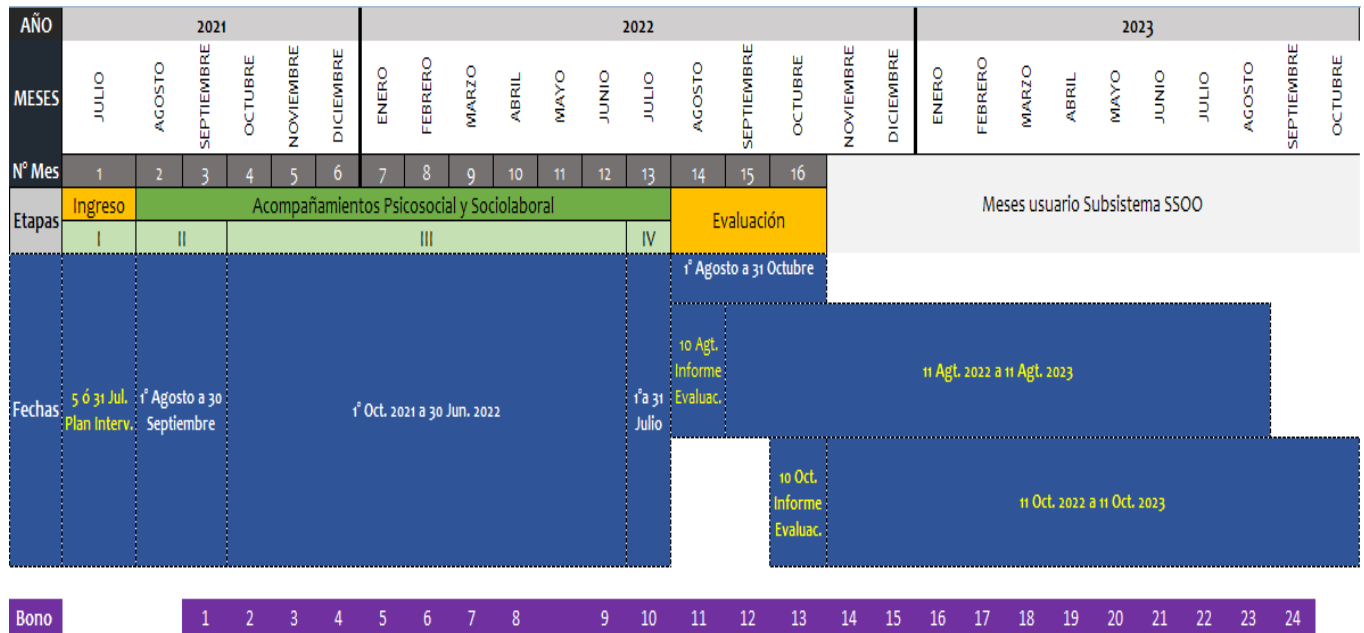 AÑO 2021 2022 2023
MESES JULIO AGOSTO SEPTIEMBRE OCTUBRE NOVIEMBRE DICIEMBRE ENERO FEBRERO MARZO ABRIL MAYO JUNIO JULIO AGOSTO SEPTIEMBRE OCTUBRE NOVIEMBRE DICIEMBRE ENERO FEBRERO MARZO ABRIL MAYO JUNIO JULIO AGOSTO SEPTIEMBRE OCTUBRE
N° Mes 1 2 3 4 5 6 7 8 9 10 11 12 13 14 15 16
Etapas
Ingreso Acompañamientos Psicosocial y Sociolaboral
I II III IV
Evaluación
Meses usuario Subsistema SSOO
Fechas
5 ó 31 Jul.
Plan Interv.
1° Agosto a 30
Septiembre
1° Oct. 2021 a 30 Jun. 2022
1°a 31
Julio
1° Agosto a 31 Octubre
10 Agt.
Informe
Evaluac.
11 Agt. 2022 a 11 Agt. 2023
10 Oct.
Informe
Evaluac.
11 Oct. 2022 a 11 Oct. 2023
Bono 1 2 3 4 5 6 7 8 9 10 11 12 13 14 15 16 17 18 19 20 21 22 23 24